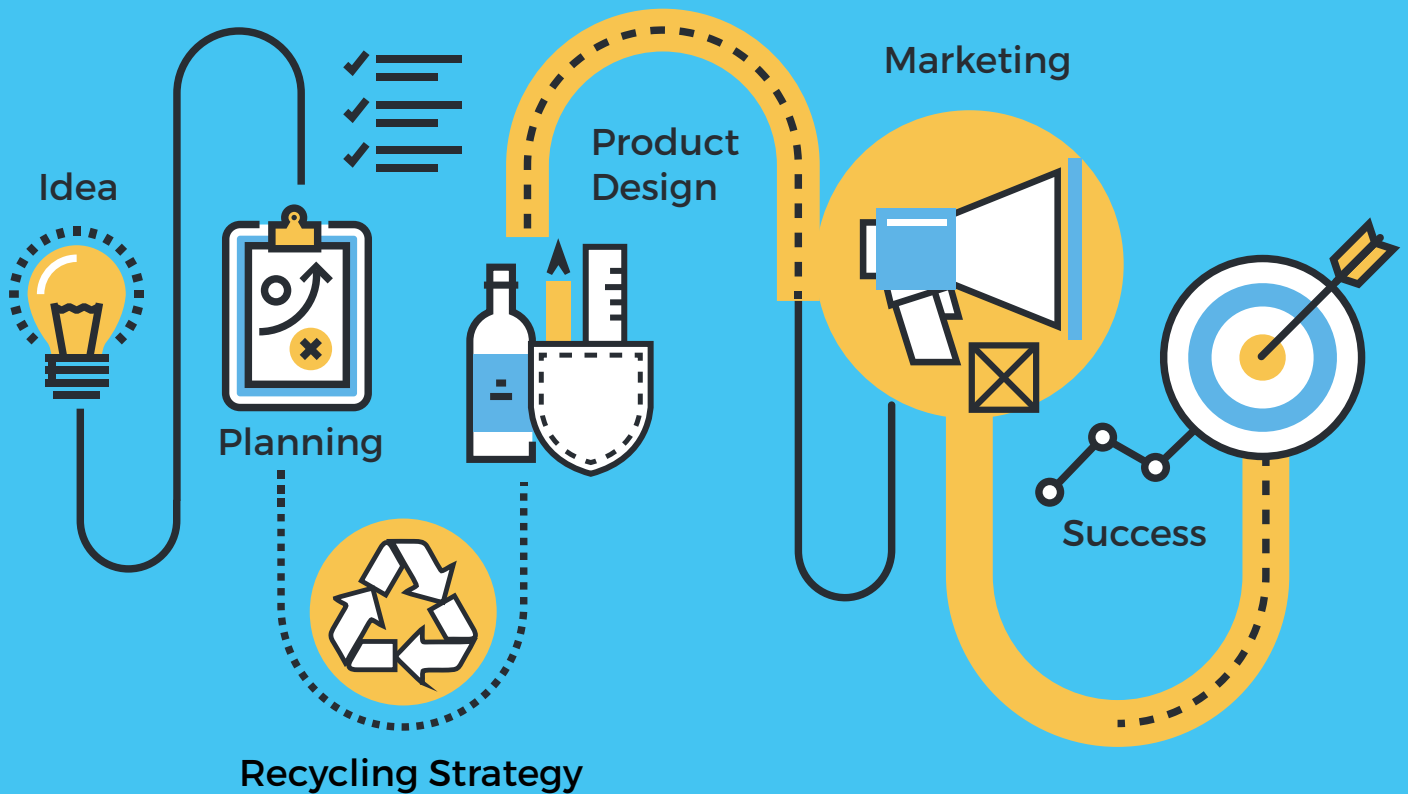 Idea
Planning
Recycling Strategy
Product
Design
Marketing
Success